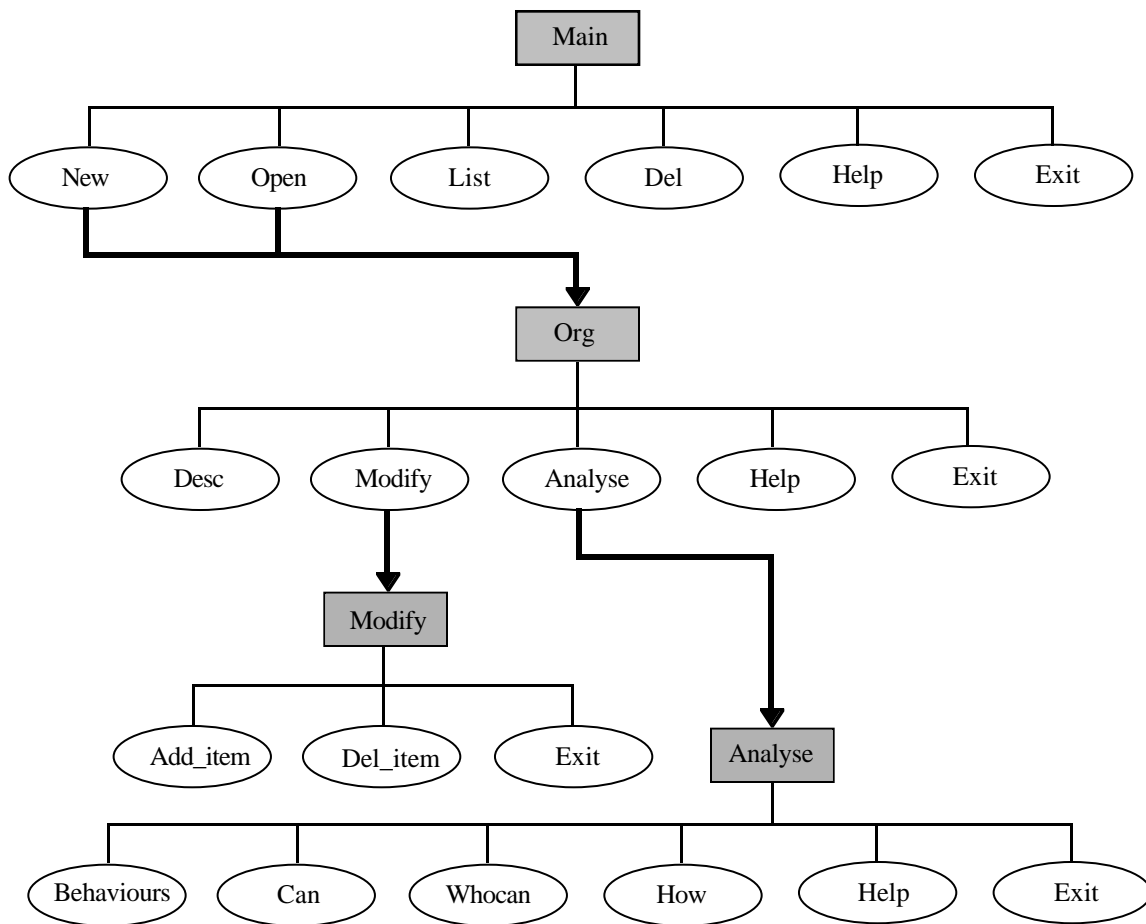 Main
New
Open
List
Del
Help
Exit
Org
Desc
Modify
Analyse
Help
Exit
Modify
Add_item
Del_item
Exit
Analyse
Behaviours
Can
Whocan
How
Help
Exit